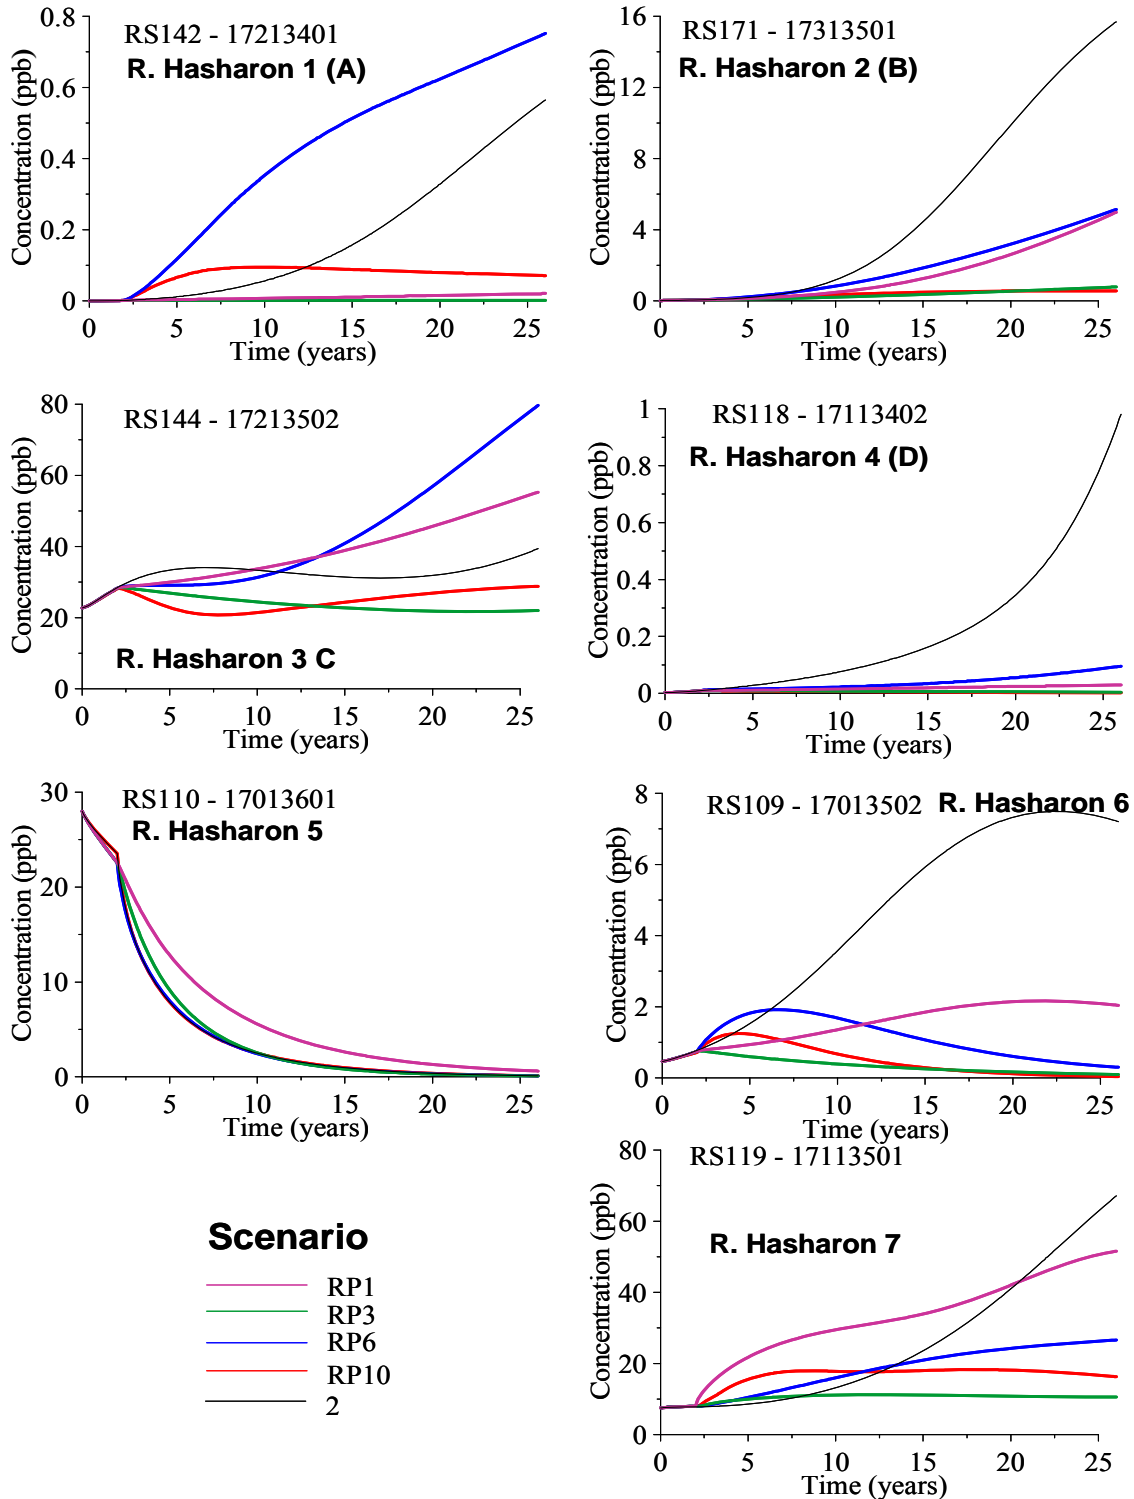 RS142 - 17213401
R. Hasharon 1 (A)
Concentration (ppb)
0.8
0.6
0.4
0.2
0
0 5 10 15 20 25
Time (years)
RS171 - 17313501
R. Hasharon 2 (B)
Concentration (ppb)
16
12
8
4
0
0 5 10 15 20 25
Time (years)
RS144 - 17213502
R. Hasharon 3 C
Concentration (ppb)
80
60
40
20
0
0 5 10 15 20 25
Time (years)
RS118 - 17113402
R. Hasharon 4 (D)
Concentration (ppb)
1
0.8
0.6
0.4
0.2
0
0 5 10 15 20 25
Time (years)
RS110 - 17013601
R. Hasharon 5
Concentration (ppb)
30
20
10
0
0 5 10 15 20 25
Time (years)
RS109 - 17013502
R. Hasharon 6
Concentration (ppb)
8
6
4
2
0
0 5 10 15 20 25
Time (years)
RS119 - 17113501
R. Hasharon 7
Concentration (ppb)
80
60
40
20
0
0 5 10 15 20 25
Time (years)
Scenario
RP1
RP3
RP6
RP10
2